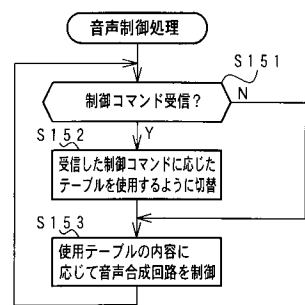 音声制御処理
S151
制御コマンド受信?
N
S152
Y
受信した制御コマンドに応じた
テーブルを使用するように切替
S153
使用テーブルの内容に
応じて音声合成回路を制御